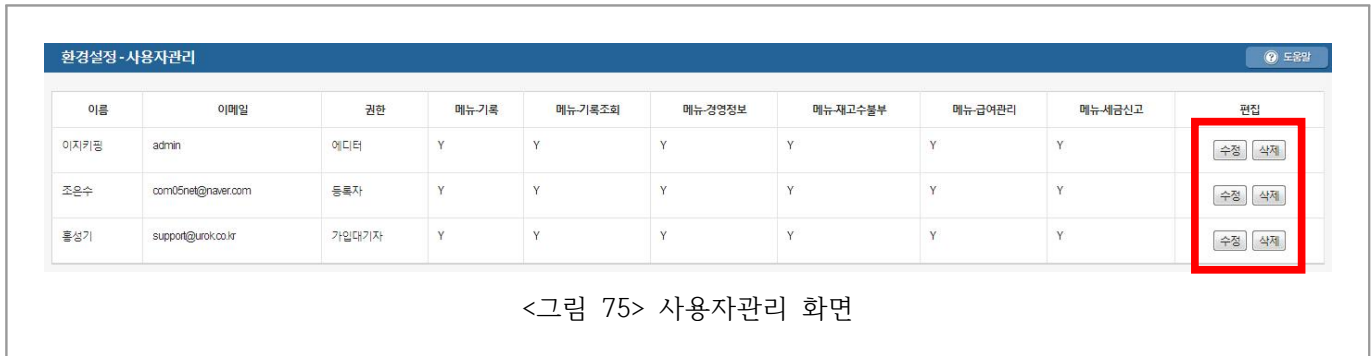 환경설정-사용자관리
도움말
이름 이메일 권한 메뉴-기록 메뉴-기록조회 메뉴-경영정보 메뉴-재고수불부 메뉴-급여관리 메뉴-세금신고 편집
이지키핑 admin 에디터 Y Y Y Y Y Y 수정 삭제
조은수 com05net@naver.com 등록자 Y Y Y Y Y Y 수정 삭제
홍성기 support@urok.co.kr 가입대기자 Y Y Y Y Y Y 수정 삭제
<그림 75> 사용자관리 화면